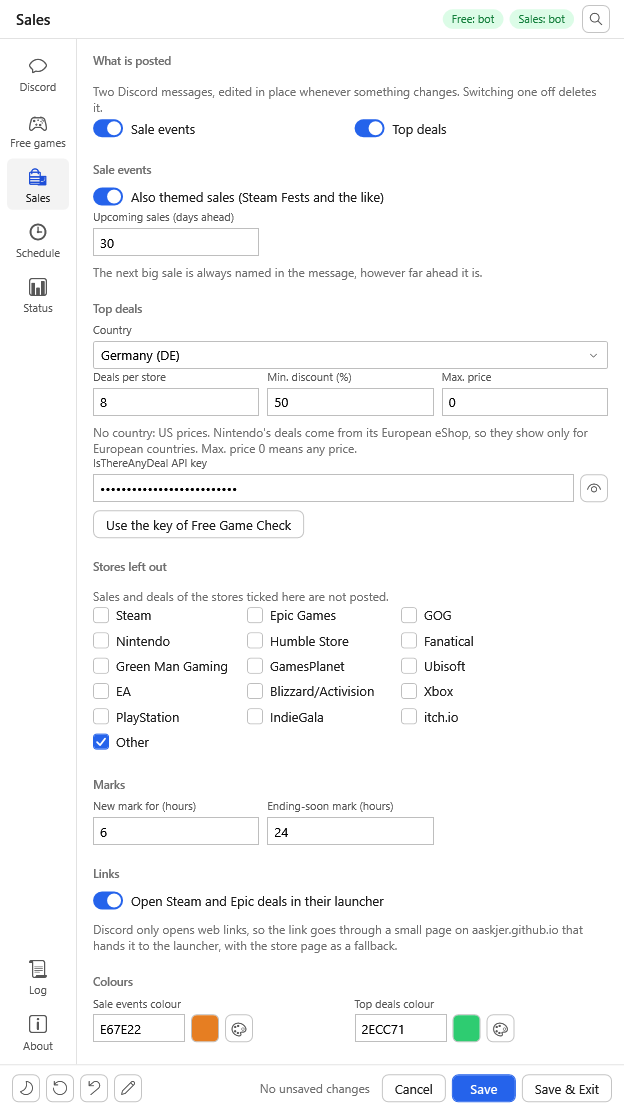 Sales
Free: bot
Sales: bot
Discord
Free games
Sales
Schedule
Status
Log
About
What is posted
Two Discord messages, edited in place whenever something changes. Switching one off deletes
it.
Sale events
Top deals
Sale events
Also themed sales (Steam Fests and the like)
Upcoming sales (days ahead)
30
The next big sale is always named in the message, however far ahead it is.
Top deals
Country
Germany (DE)
Deals per store
Min. discount (%)
Max. price
8
50
0
No country: US prices. Nintendo's deals come from its European eShop, so they show only for
European countries. Max. price 0 means any price.
IsThereAnyDeal API key
••••••••••••••••••••••••••
Use the key of Free Game Check
Stores left out
Sales and deals of the stores ticked here are not posted.
Steam
Epic Games
GOG
Nintendo
Humble Store
Fanatical
Green Man Gaming
GamesPlanet
Ubisoft
EA
Blizzard/Activision
Xbox
PlayStation
IndieGala
itch.io
Other
Marks
New mark for (hours)
Ending-soon mark (hours)
6
24
Links
Open Steam and Epic deals in their launcher
Discord only opens web links, so the link goes through a small page on aaskjer.github.io that
hands it to the launcher, with the store page as a fallback.
Colours
Sale events colour
Top deals colour
E67E22
2ECC71
No unsaved changes
Cancel
Save
Save & Exit